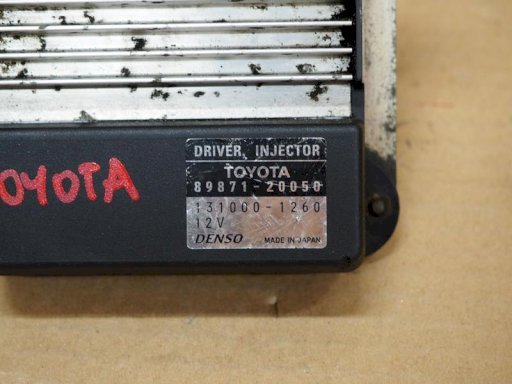 DRIVER, INJECTOR
TOYOTA
89871-20050
131000-1260
12V
DENSO MADE IN JAPAN
OYOTA